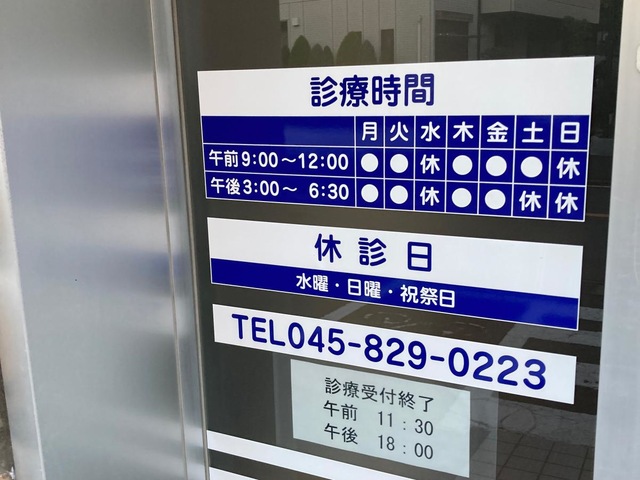 診療時間
月 火 水 木 金 土 日
午前9:00～12:00 ● ● 休 ● ● ● 休
午後3:00～ 6:30 ● ● 休 ● ● 休 休
休診日
水曜・日曜・祝祭日
TEL045-829-0223
診療受付終了
午前 11：30
午後 18：00